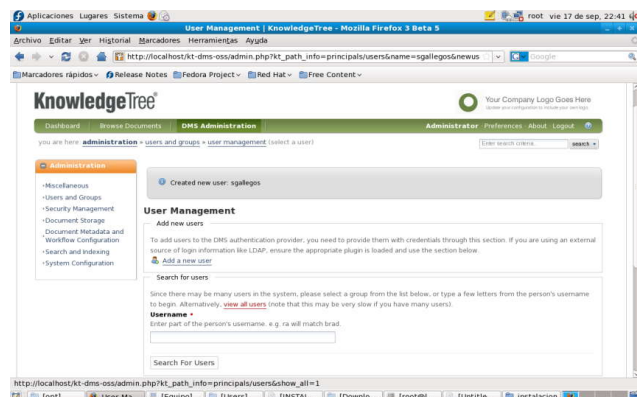 Aplicaciones Lugares Sistema root vie 17 de sep, 22:41
User Management | KnowledgeTree - Mozilla Firefox 3 Beta 5
Archivo Editar Ver Historial Marcadores Herramientas Ayuda
http://localhost/kt-dms-oss/admin.php?kt_path_info=principals/users&name=sgallegos&newus
Google
Marcadores rápidos Release Notes Fedora Project Red Hat Free Content
KnowledgeTree
Your Company Logo Goes Here
Dashboard Browse Documents DMS Administration Administrator Preferences About Logout
you are here: administration » users and groups » user management (select a user)
Enter search criteria... search
Administration
Miscellaneous
Users and Groups
Security Management
Document Storage
Document Metadata and Workflow Configuration
Search and Indexing
System Configuration
Created new user: sgallegos
User Management
Add new users
To add users to the DMS authentication provider, you need to provide them with credentials through this section. If you are using an external
source of login information like LDAP, ensure the appropriate plugin is loaded and use the section below.
Add a new user
Search for users
Since there may be many users in the system, please select a group from the list below, or type a few letters from the person's username
to begin. Alternatively, view all users (note that this may be very slow if you have many users).
Username
Enter part of the person's username. e.g. ra will match brad.
Search For Users
http://localhost/kt-dms-oss/admin.php?kt_path_info=principals/users&show_all=1